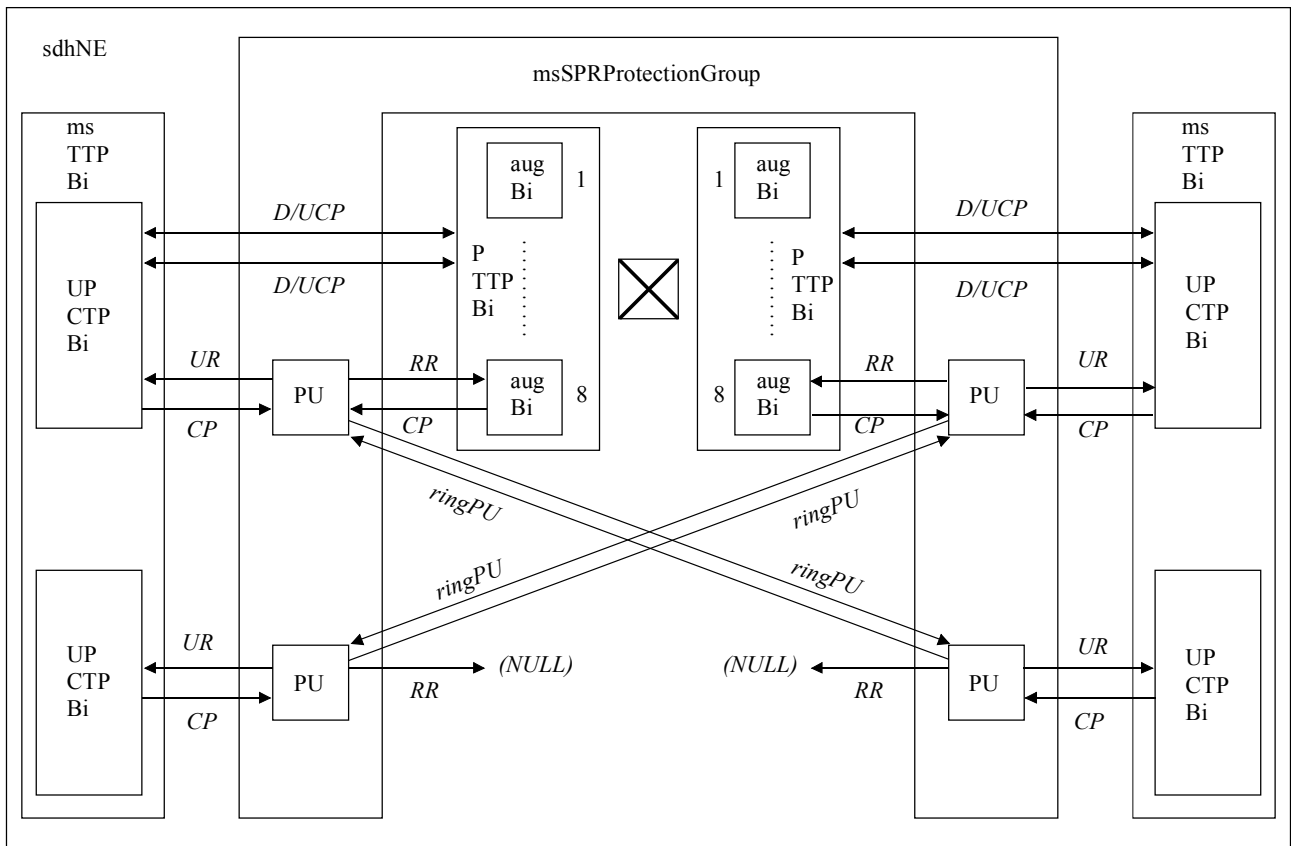 sdhNE
msSPRProtectionGroup
ms
TTP
Bi
ms
TTP
Bi
aug
Bi
1
1
aug
Bi
D/UCP
D/UCP
D/UCP
D/UCP
P
TTP
Bi
P
TTP
Bi
UP
CTP
Bi
UP
CTP
Bi
UR
PU
RR
aug
Bi
8
8
aug
Bi
RR
PU
UR
CP
CP
CP
CP
ringPU
ringPU
ringPU
ringPU
UP
CTP
Bi
UR
PU
(NULL)
RR
CP
(NULL)
RR
PU
UR
CP
UP
CTP
Bi